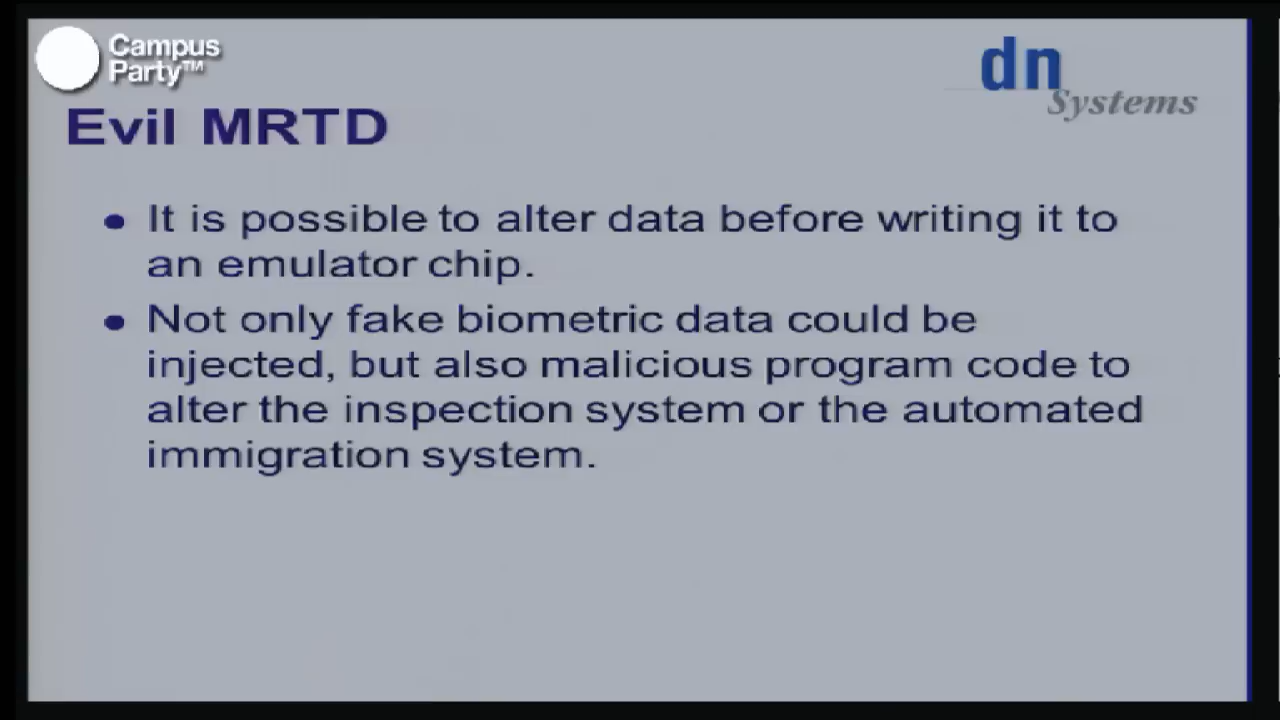 Campus
Party™
dn
Systems
Evil MRTD
• It is possible to alter data before writing it to
an emulator chip.
• Not only fake biometric data could be
injected, but also malicious program code to
alter the inspection system or the automated
immigration system.